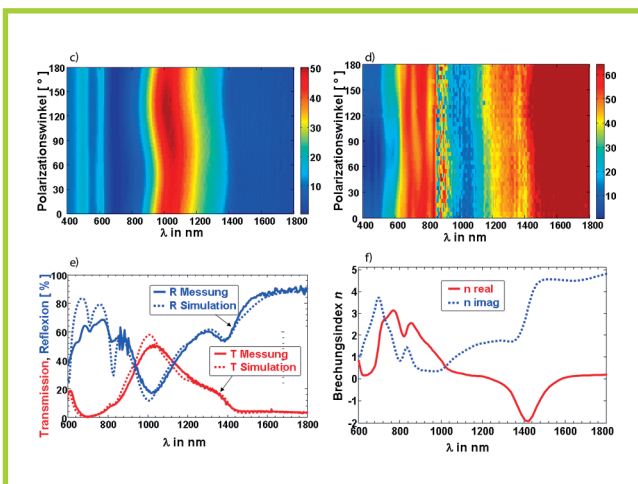 c)
Polarizationswinkel [ ° ]
180
150
120
90
60
30
0
400 600 800 1000 1200 1400 1600 1800
λ in nm
50
40
30
20
10
d)
Polarizationswinkel [ ° ]
180
150
120
90
60
30
0
400 600 800 1000 1200 1400 1600 1800
λ in nm
60
50
40
30
20
10
e)
Transmission, Reflexion [ % ]
100
80
60
40
20
0
R Messung
R Simulation
T Messung
T Simulation
600 800 1000 1200 1400 1600 1800
λ in nm
f)
Brechungsindex n
5
4
3
2
1
0
-1
-2
n real
n imag
600 800 1000 1200 1400 1600 1800
λ in nm